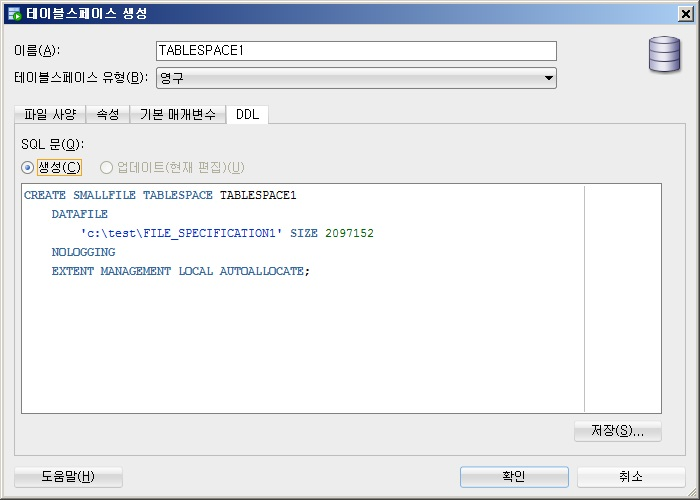 테이블스페이스 생성
이름(A):
TABLESPACE1
테이블스페이스 유형(B):
영구
파일 사양 속성 기본 매개변수 DDL
SQL 문(Q):
생성(C) 업데이트(현재 편집)(U)
CREATE SMALLFILE TABLESPACE TABLESPACE1
DATAFILE
'c:\test\FILE_SPECIFICATION1' SIZE 2097152
NOLOGGING
EXTENT MANAGEMENT LOCAL AUTOALLOCATE;
저장(S)...
도움말(H) 확인 취소